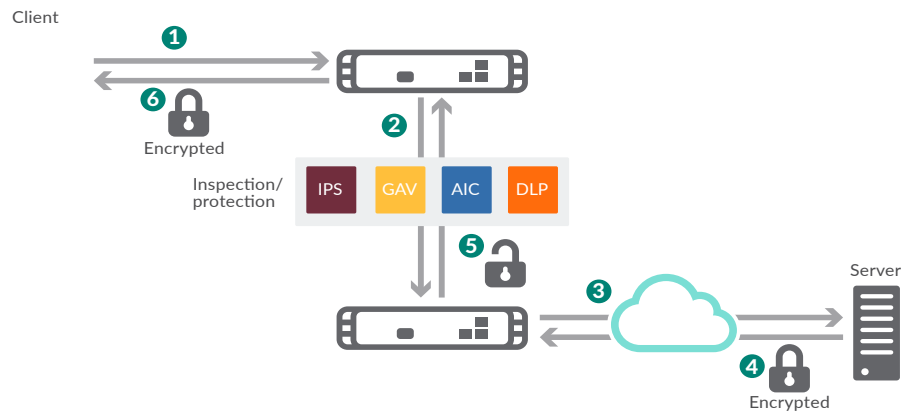 Client
1
6
Encrypted
2
Inspection/
protection
IPS GAV AIC DLP
5
3
Server
4
Encrypted